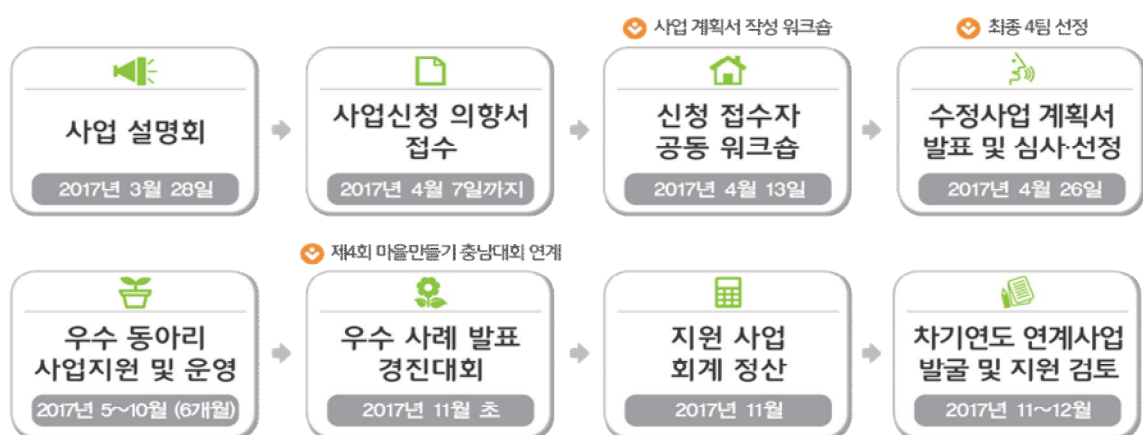 사업 계획서 작성 워크숍
최종 4팀 선정
사업 설명회
2017년 3월 28일
사업신청 의향서
접수
2017년 4월 7일까지
신청 접수자
공동 워크숍
2017년 4월 13일
수정사업 계획서
발표 및 심사·선정
2017년 4월 26일
제4회 마을만들기 충남대회 연계
우수 동아리
사업지원 및 운영
2017년 5~10월 (6개월)
우수 사례 발표
경진대회
2017년 11월 초
지원 사업
회계 정산
2017년 11월
차기연도 연계사업
발굴 및 지원 검토
2017년 11~12월